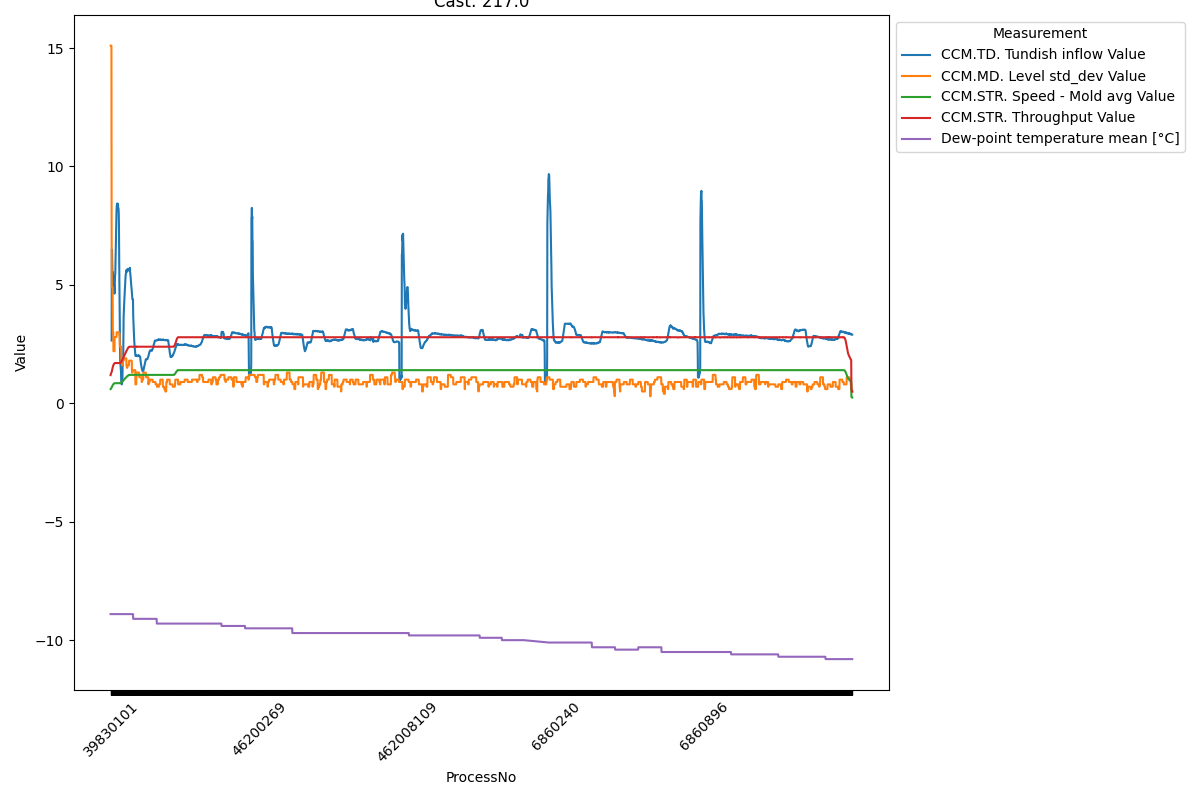 Cast: 217.0
Measurement
CCM.TD. Tundish inflow Value
CCM.MD. Level std_dev Value
CCM.STR. Speed - Mold avg Value
CCM.STR. Throughput Value
Dew-point temperature mean [°C]
Value
15
10
5
0
−5
−10
39830101
46200269
462008109
6860240
6860896
ProcessNo